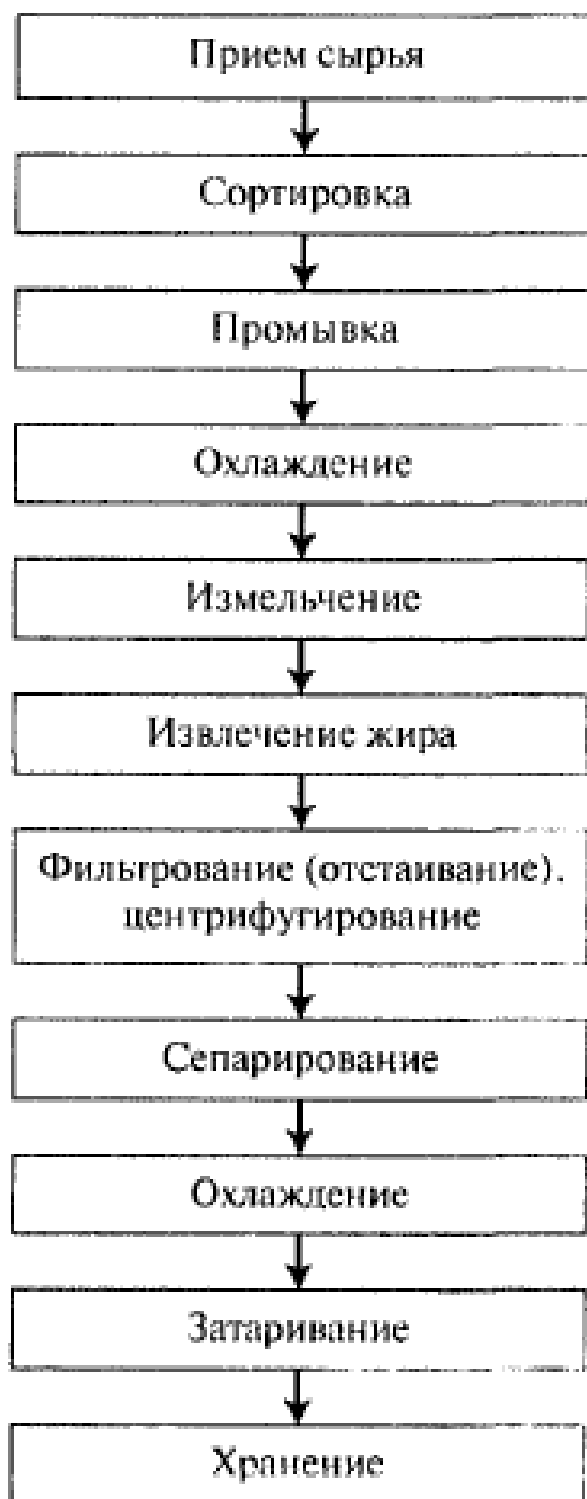 Прием сырья
Сортировка
Промывка
Охлаждение
Измельчение
Извлечение жира
Фильтрование (отстаивание).
центрифугирование
Сепарирование
Охлаждение
Затаривание
Хранение